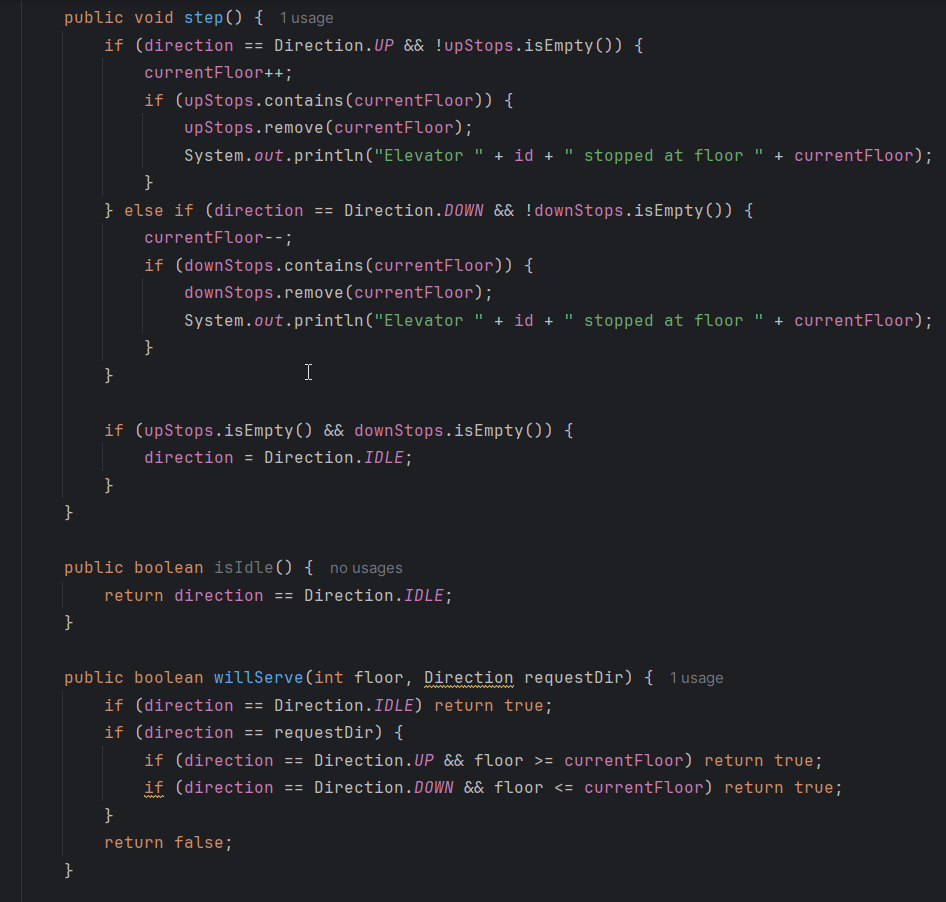 public void step() { 1 usage
    if (direction == Direction.UP && !upStops.isEmpty()) {
        currentFloor++;
        if (upStops.contains(currentFloor)) {
            upStops.remove(currentFloor);
            System.out.println("Elevator " + id + " stopped at floor " + currentFloor);
        }
    } else if (direction == Direction.DOWN && !downStops.isEmpty()) {
        currentFloor--;
        if (downStops.contains(currentFloor)) {
            downStops.remove(currentFloor);
            System.out.println("Elevator " + id + " stopped at floor " + currentFloor);
        }
    }

    if (upStops.isEmpty() && downStops.isEmpty()) {
        direction = Direction.IDLE;
    }
}

public boolean isIdle() { no usages
    return direction == Direction.IDLE;
}

public boolean willServe(int floor, Direction requestDir) { 1 usage
    if (direction == Direction.IDLE) return true;
    if (direction == requestDir) {
        if (direction == Direction.UP && floor >= currentFloor) return true;
        if (direction == Direction.DOWN && floor <= currentFloor) return true;
    }
    return false;
}